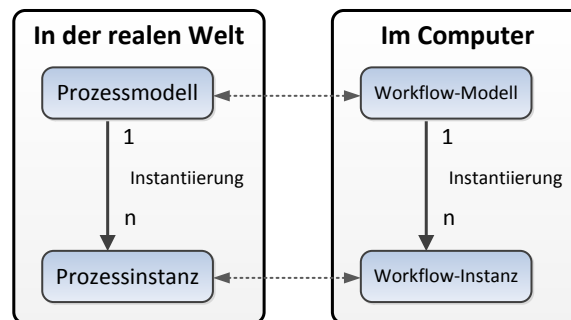 In der realen Welt
Prozessmodell
1
Instantiierung
n
Prozessinstanz
Im Computer
Workflow-Modell
1
Instantiierung
n
Workflow-Instanz